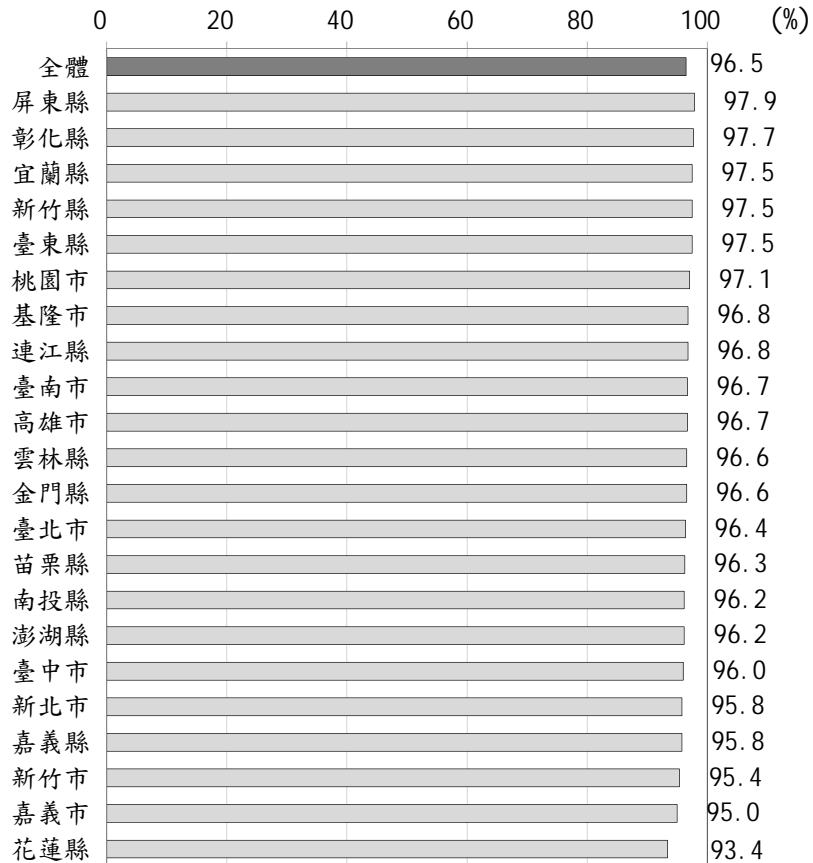 0 20 40 60 80 100 (%)
全體 96.5
屏東縣 97.9
彰化縣 97.7
宜蘭縣 97.5
新竹縣 97.5
臺東縣 97.5
桃園市 97.1
基隆市 96.8
連江縣 96.8
臺南市 96.7
高雄市 96.7
雲林縣 96.6
金門縣 96.6
臺北市 96.4
苗栗縣 96.3
南投縣 96.2
澎湖縣 96.2
臺中市 96.0
新北市 95.8
嘉義縣 95.8
新竹市 95.4
嘉義市 95.0
花蓮縣 93.4